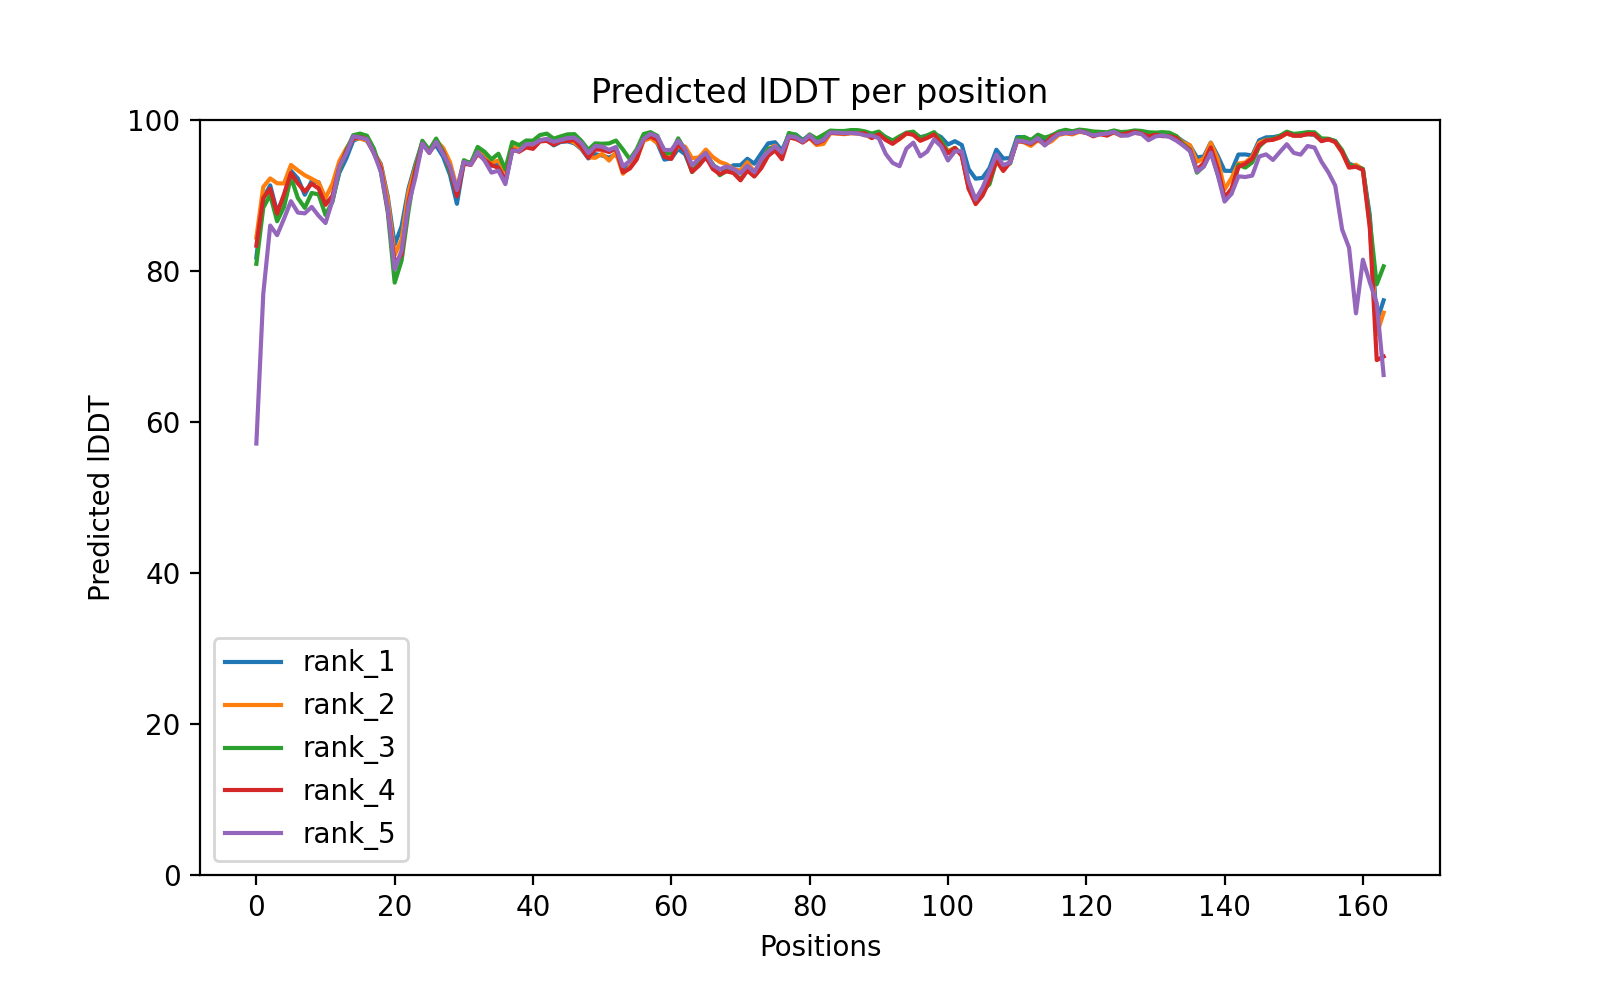 Predicted lDDT per position
100
80
60
40
20
0
Predicted lDDT
rank_1
rank_2
rank_3
rank_4
rank_5
0 20 40 60 80 100 120 140 160
Positions